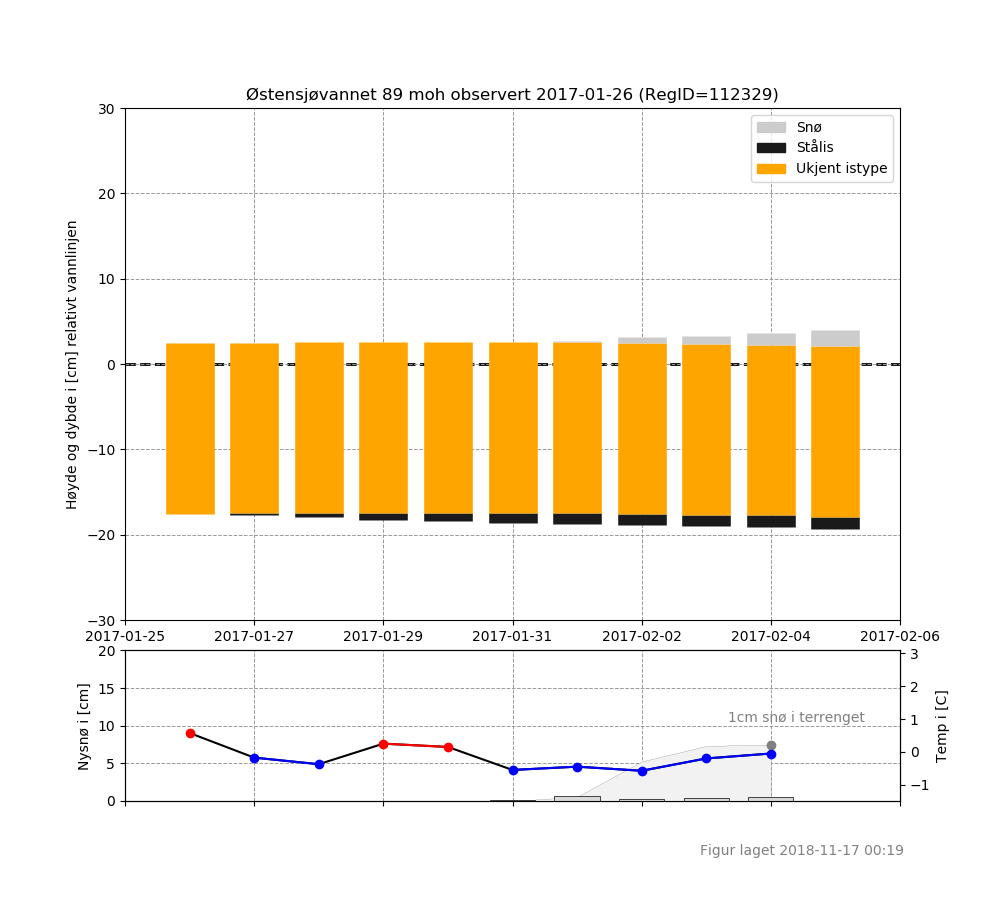 Østensjøvannet 89 moh observert 2017-01-26 (RegID=112329)
30
20
10
0
−10
−20
−30
Høyde og dybde i [cm] relativt vannlinjen
Snø
Stålis
Ukjent istype
2017-01-25
2017-01-27
2017-01-29
2017-01-31
2017-02-02
2017-02-04
2017-02-06
20
15
10
5
0
Nysnø i [cm]
1cm snø i terrenget
3
2
1
0
−1
Temp i [C]
Figur laget 2018-11-17 00:19